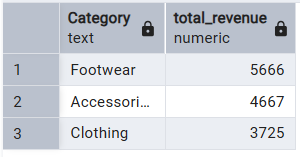 Category total_revenue
text numeric
1 Footwear 5666
2 Accessori... 4667
3 Clothing 3725